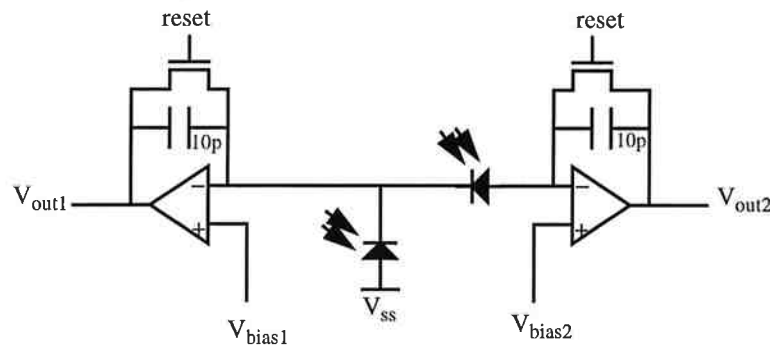 reset
reset
10p
10p
−
−
V_out1
V_out2
+
+
V_ss
V_bias1
V_bias2